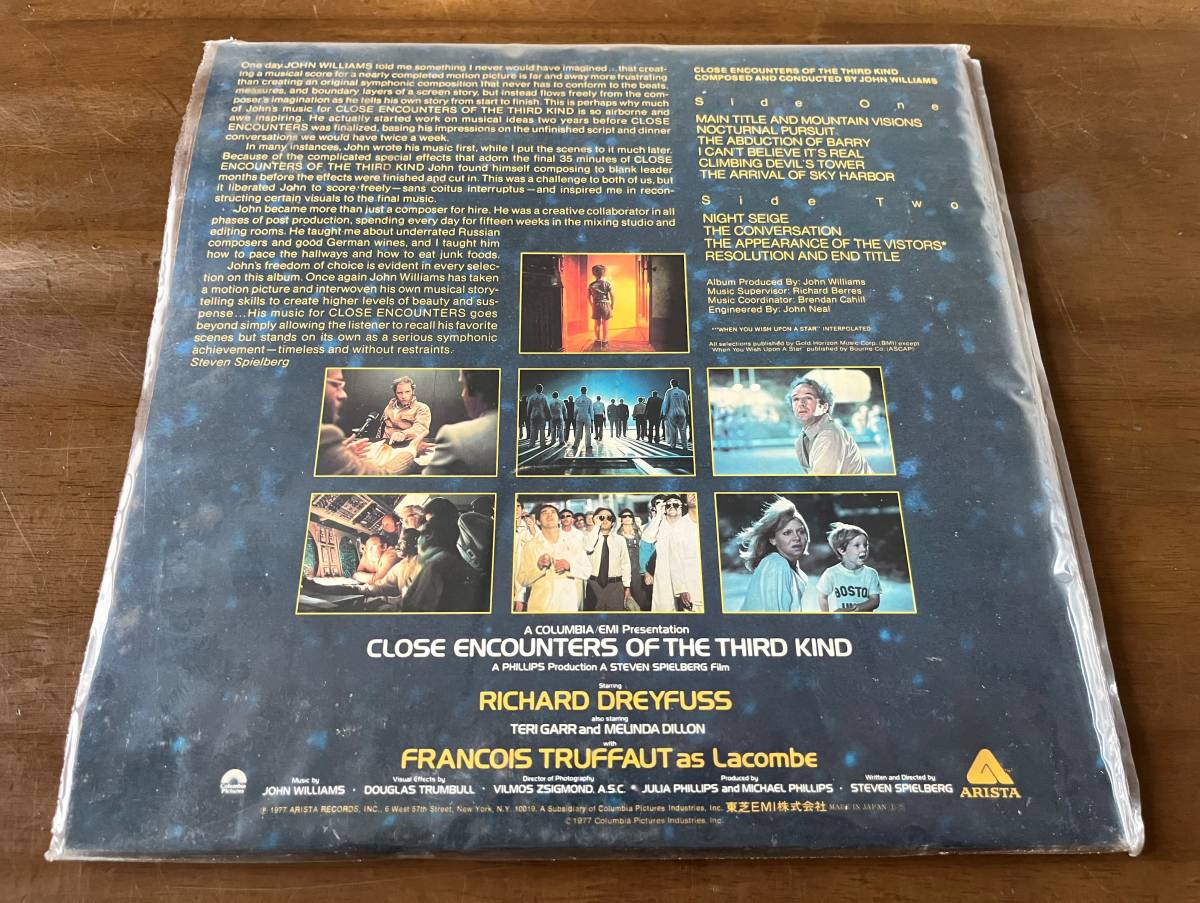 One day JOHN WILLIAMS told me something I never would have imagined...that creat-
ing a musical score for a nearly completed motion picture is far and away more frustrating
than creating an original symphonic composition that never has to conform to the beats,
measures, and boundary layers of a screen story, but instead flows freely from the com-
poser's imagination as he tells his own story from start to finish. This is perhaps why much
of John's music for CLOSE ENCOUNTERS OF THE THIRD KIND is so airborne and
awe inspiring. He actually started work on musical ideas two years before CLOSE
ENCOUNTERS was finalized, basing his impressions on the unfinished script and dinner
conversations we would have twice a week.
In many instances, John wrote his music first, while I put the scenes to it much later.
Because of the complicated special effects that adorn the final 35 minutes of CLOSE
ENCOUNTERS OF THE THIRD KIND John found himself composing to blank leader
months before the effects were finished and cut in. This was a challenge to both of us, but
it liberated John to score freely—sans coitus interruptus—and inspired me in recon-
structing certain visuals to the final music.
John became more than just a composer for hire. He was a creative collaborator in all
phases of post production, spending every day for fifteen weeks in the mixing studio and
editing rooms. He taught me about underrated Russian
composers and good German wines, and I taught him
how to pace the hallways and how to eat junk foods.
John's freedom of choice is evident in every selec-
tion on this album. Once again John Williams has taken
a motion picture and interwoven his own musical story-
telling skills to create higher levels of beauty and sus-
pense...His music for CLOSE ENCOUNTERS goes
beyond simply allowing the listener to recall his favorite
scenes but stands on its own as a serious symphonic
achievement—timeless and without restraints.
Steven Spielberg
CLOSE ENCOUNTERS OF THE THIRD KIND
COMPOSED AND CONDUCTED BY JOHN WILLIAMS
Side One
MAIN TITLE AND MOUNTAIN VISIONS
NOCTURNAL PURSUIT
THE ABDUCTION OF BARRY
I CAN'T BELIEVE IT'S REAL
CLIMBING DEVIL'S TOWER
THE ARRIVAL OF SKY HARBOR
Side Two
NIGHT SEIGE
THE CONVERSATION
THE APPEARANCE OF THE VISTORS*
RESOLUTION AND END TITLE
Album Produced By: John Williams
Music Supervisor: Richard Berres
Music Coordinator: Brendan Cahill
Engineered By: John Neal
*"WHEN YOU WISH UPON A STAR" INTERPOLATED
All selections published by Gold Horizon Music Corp. (BMI) except
"When You Wish Upon A Star" published by Bourne Co. (ASCAP)
BOSTO
A COLUMBIA/EMI Presentation
CLOSE ENCOUNTERS OF THE THIRD KIND
A PHILLIPS Production A STEVEN SPIELBERG Film
Starring
RICHARD DREYFUSS
also starring
TERI GARR and MELINDA DILLON
with
FRANCOIS TRUFFAUT as Lacombe
Columbia
Pictures
Music by
JOHN WILLIAMS
Visual Effects by
DOUGLAS TRUMBULL
Director of Photography
VILMOS ZSIGMOND, A.S.C.
Produced by
JULIA PHILLIPS and MICHAEL PHILLIPS
Written and Directed by
STEVEN SPIELBERG
ARISTA
℗ 1977 ARISTA RECORDS, INC., 6 West 57th Street, New York, N.Y. 10019. A Subsidiary of Columbia Pictures Industries, Inc. 東芝EMI株式会社 MADE IN JAPAN
© 1977 Columbia Pictures Industries, Inc.